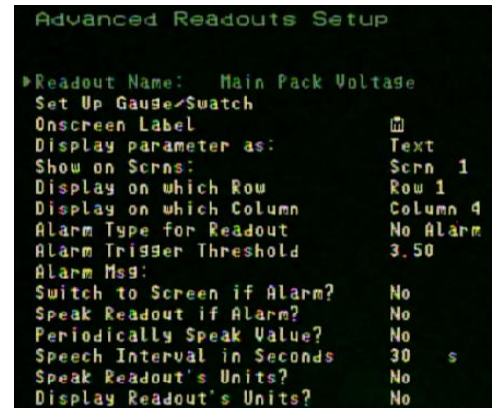 Advanced Readouts Setup
Readout Name: Main Pack Voltage
Set Up Gauge/Swatch
Onscreen Label
Display parameter as: Text
Show on Scrns: Scrn 1
Display on which Row Row 1
Display on which Column Column 4
Alarm Type for Readout No Alarm
Alarm Trigger Threshold 3.50
Alarm Msg:
Switch to Screen if Alarm? No
Speak Readout if Alarm? No
Periodically Speak Value? No
Speech Interval in Seconds 30 s
Speak Readout's Units? No
Display Readout's Units? No